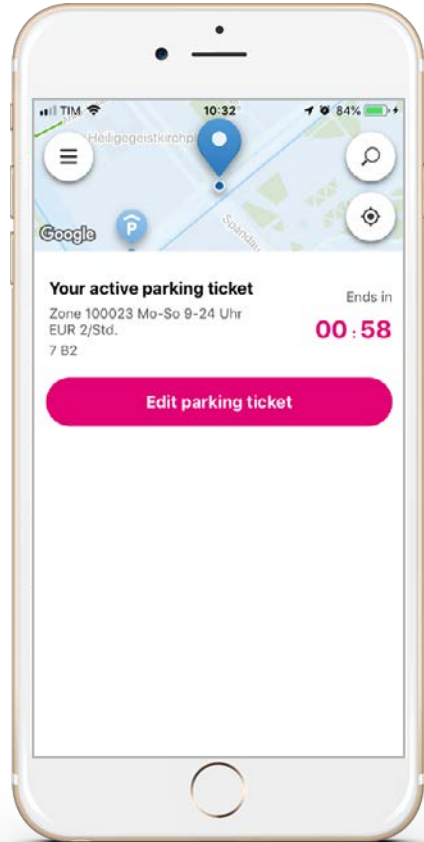 TIM 10:32 84%
Heiligegeistkirchpl
Spandau
Google
P
Your active parking ticket
Ends in
Zone 100023 Mo-So 9-24 Uhr
EUR 2/Std.
00:58
7 B2
Edit parking ticket